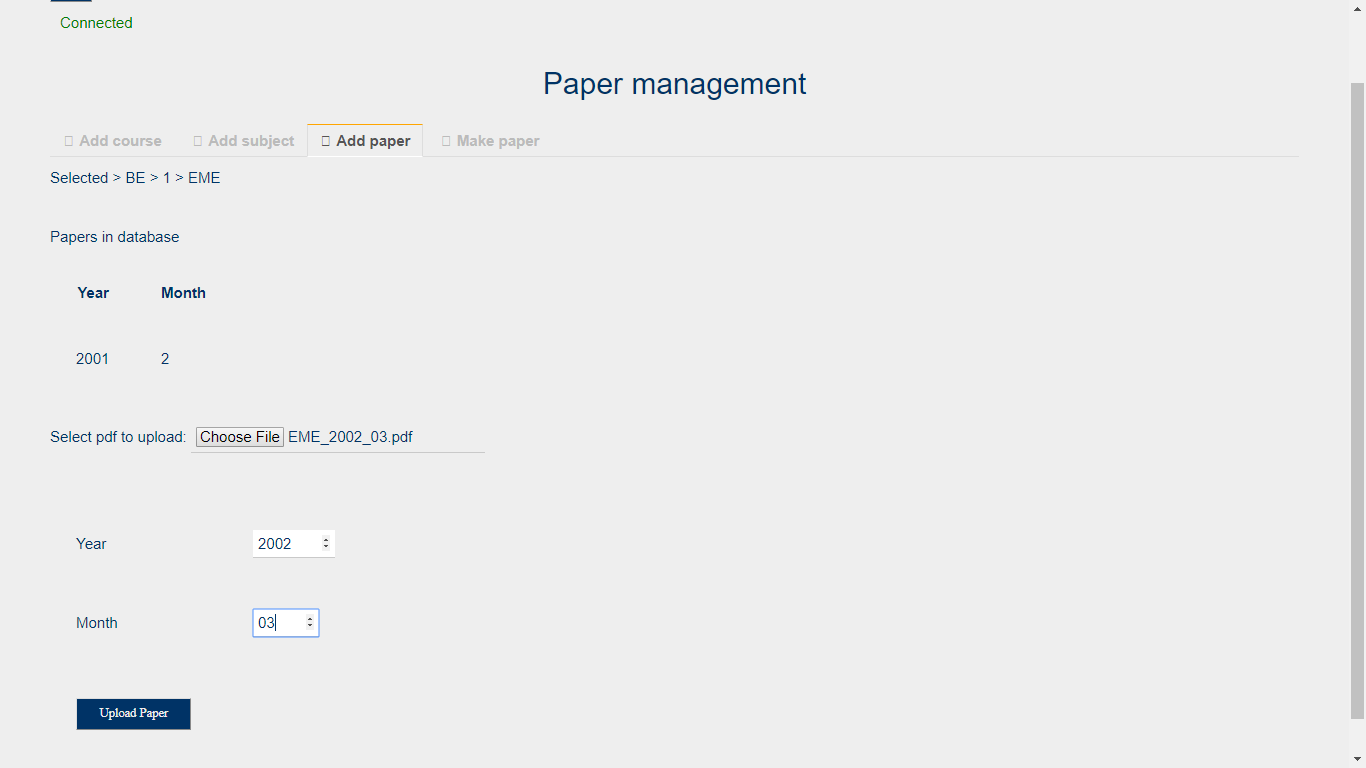 Connected
Paper management
Add course Add subject Add paper Make paper
Selected > BE > 1 > EME
Papers in database
Year Month
2001 2
Select pdf to upload: Choose File EME_2002_03.pdf
Year 2002
Month 03
Upload Paper